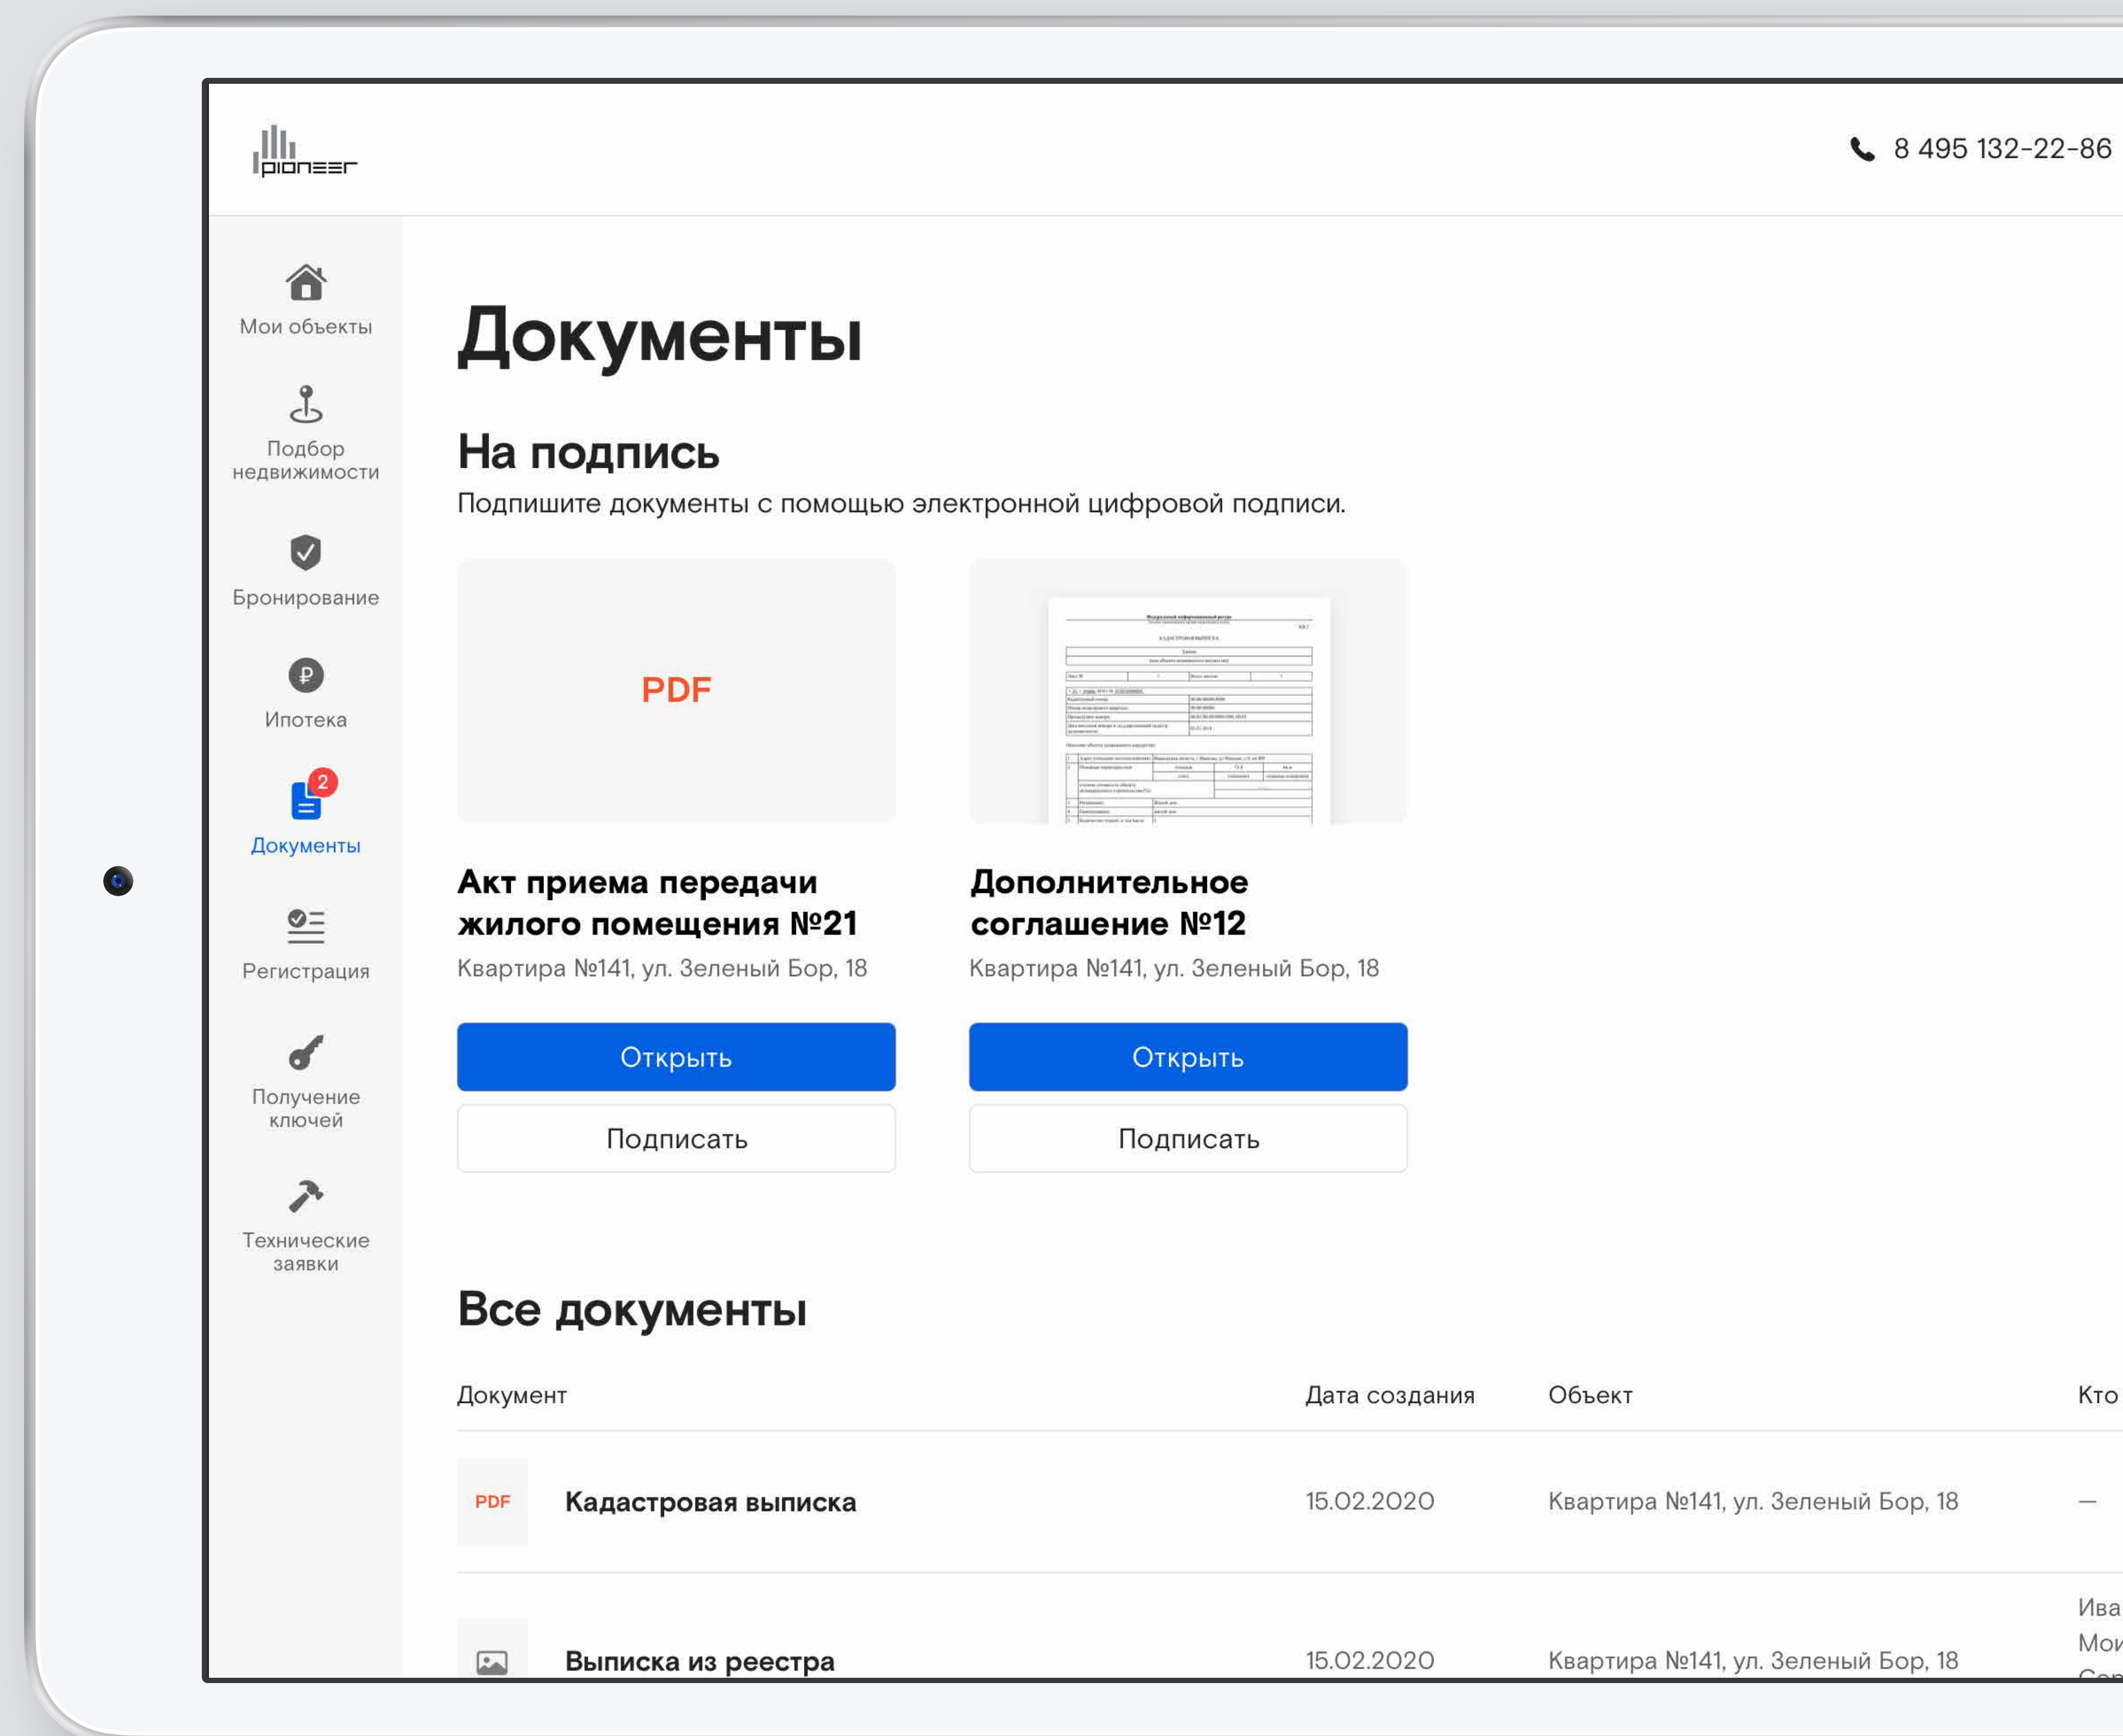 pioneer
8 495 132-22-86
Мои объекты
Подбор
недвижимости
Бронирование
Ипотека
2
Документы
Регистрация
Получение
ключей
Технические
заявки
Документы
На подпись
Подпишите документы с помощью электронной цифровой подписи.
PDF
КАДАСТРОВАЯ ВЫПИСКА
Акт приема передачи
жилого помещения №21
Квартира №141, ул. Зеленый Бор, 18
Открыть
Подписать
Дополнительное
соглашение №12
Квартира №141, ул. Зеленый Бор, 18
Открыть
Подписать
Все документы
Документ Дата создания Объект Кто
PDF Кадастровая выписка 15.02.2020 Квартира №141, ул. Зеленый Бор, 18 —
Ива
Мои
Выписка из реестра 15.02.2020 Квартира №141, ул. Зеленый Бор, 18